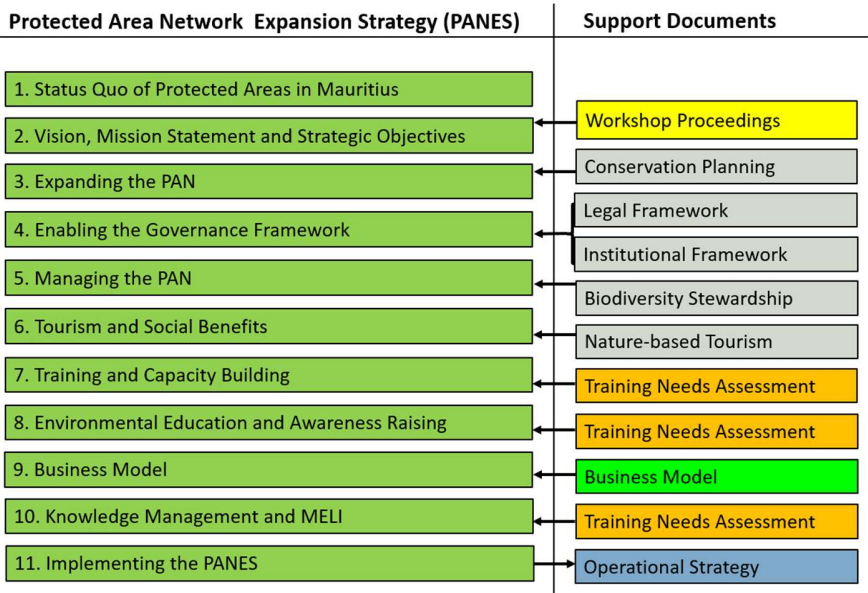 Protected Area Network Expansion Strategy (PANES)
Support Documents
1. Status Quo of Protected Areas in Mauritius
2. Vision, Mission Statement and Strategic Objectives
3. Expanding the PAN
4. Enabling the Governance Framework
5. Managing the PAN
6. Tourism and Social Benefits
7. Training and Capacity Building
8. Environmental Education and Awareness Raising
9. Business Model
10. Knowledge Management and MELI
11. Implementing the PANES
Workshop Proceedings
Conservation Planning
Legal Framework
Institutional Framework
Biodiversity Stewardship
Nature-based Tourism
Training Needs Assessment
Training Needs Assessment
Business Model
Training Needs Assessment
Operational Strategy